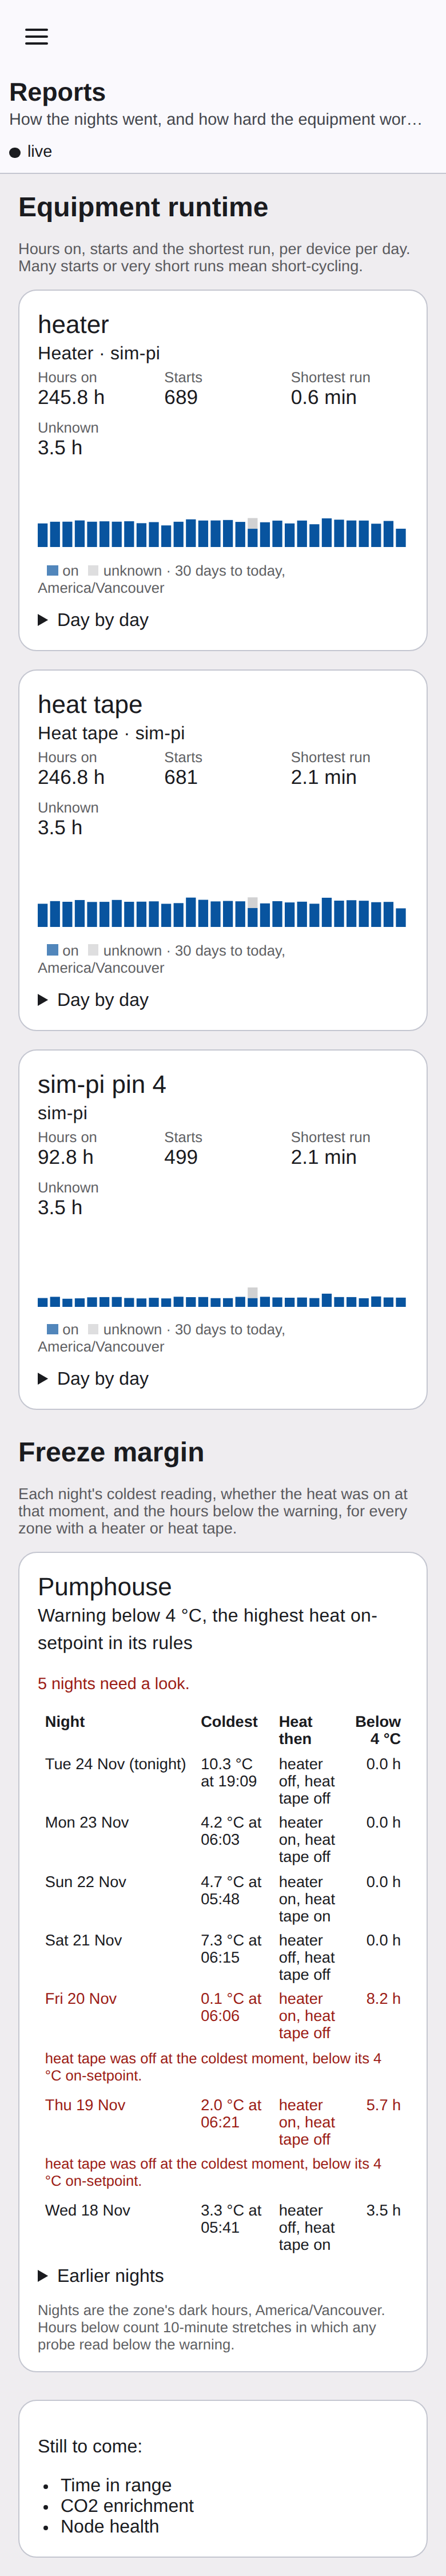 Reports
How the nights went, and how hard the equipment wor…
live
Equipment runtime
Hours on, starts and the shortest run, per device per day.
Many starts or very short runs mean short-cycling.
heater
Heater · sim-pi
Hours on Starts Shortest run
245.8 h 689 0.6 min
Unknown
3.5 h
on unknown · 30 days to today,
America/Vancouver
Day by day
heat tape
Heat tape · sim-pi
Hours on Starts Shortest run
246.8 h 681 2.1 min
Unknown
3.5 h
on unknown · 30 days to today,
America/Vancouver
Day by day
sim-pi pin 4
sim-pi
Hours on Starts Shortest run
92.8 h 499 2.1 min
Unknown
3.5 h
on unknown · 30 days to today,
America/Vancouver
Day by day
Freeze margin
Each night's coldest reading, whether the heat was on at
that moment, and the hours below the warning, for every
zone with a heater or heat tape.
Pumphouse
Warning below 4 °C, the highest heat on-
setpoint in its rules
5 nights need a look.
Night Coldest Heat Below
then 4 °C
Tue 24 Nov (tonight) 10.3 °C heater 0.0 h
at 19:09 off, heat
tape off
Mon 23 Nov 4.2 °C at heater 0.0 h
06:03 on, heat
tape off
Sun 22 Nov 4.7 °C at heater 0.0 h
05:48 on, heat
tape on
Sat 21 Nov 7.3 °C at heater 0.0 h
06:15 off, heat
tape off
Fri 20 Nov 0.1 °C at heater 8.2 h
06:06 on, heat
tape off
heat tape was off at the coldest moment, below its 4
°C on-setpoint.
Thu 19 Nov 2.0 °C at heater 5.7 h
06:21 on, heat
tape off
heat tape was off at the coldest moment, below its 4
°C on-setpoint.
Wed 18 Nov 3.3 °C at heater 3.5 h
05:41 off, heat
tape on
Earlier nights
Nights are the zone's dark hours, America/Vancouver.
Hours below count 10-minute stretches in which any
probe read below the warning.
Still to come:
• Time in range
• CO2 enrichment
• Node health